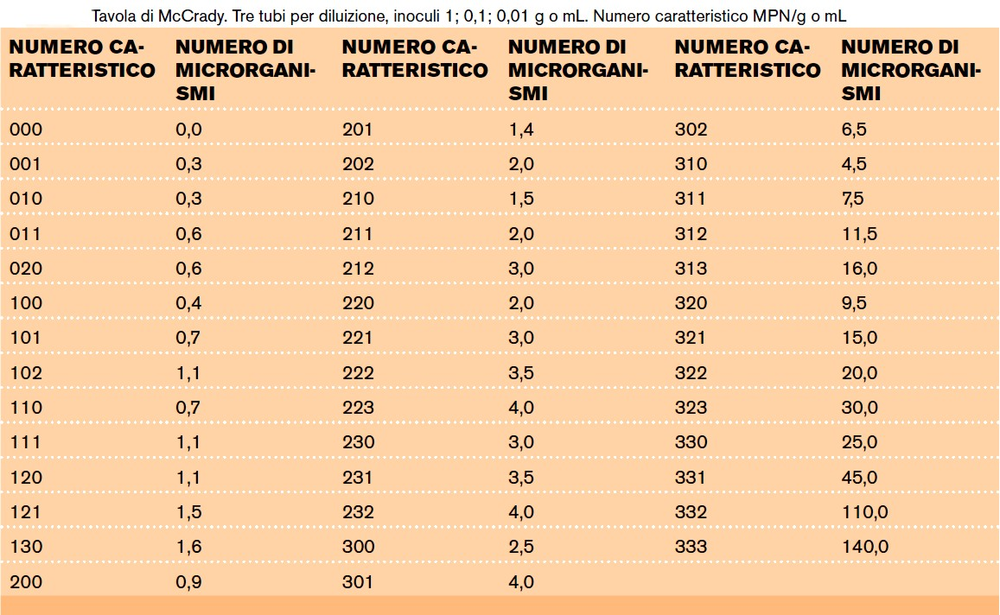 Tavola di McCrady. Tre tubi per diluizione, inoculi 1; 0,1; 0,01 g o mL. Numero caratteristico MPN/g o mL
NUMERO CA-RATTERISTICO NUMERO DI MICRORGANI-SMI NUMERO CA-RATTERISTICO NUMERO DI MICRORGANI-SMI NUMERO CA-RATTERISTICO NUMERO DI MICRORGANI-SMI
000 0,0 201 1,4 302 6,5
001 0,3 202 2,0 310 4,5
010 0,3 210 1,5 311 7,5
011 0,6 211 2,0 312 11,5
020 0,6 212 3,0 313 16,0
100 0,4 220 2,0 320 9,5
101 0,7 221 3,0 321 15,0
102 1,1 222 3,5 322 20,0
110 0,7 223 4,0 323 30,0
111 1,1 230 3,0 330 25,0
120 1,1 231 3,5 331 45,0
121 1,5 232 4,0 332 110,0
130 1,6 300 2,5 333 140,0
200 0,9 301 4,0